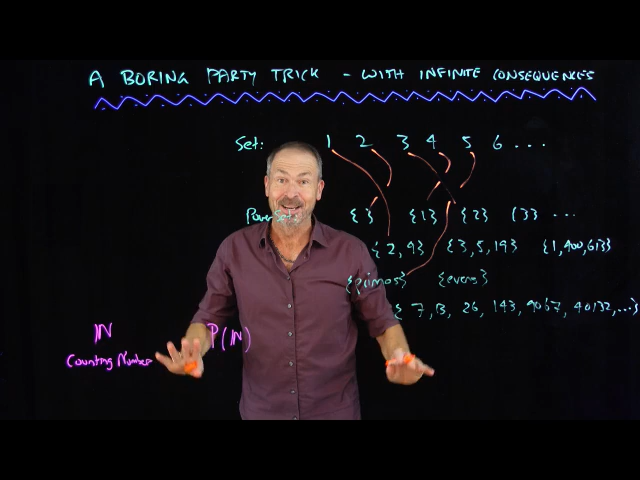 A BORING PARTY TRICK - WITH INFINITE CONSEQUENCES
Set: 1 2 3 4 5 6 ...
Power Set: { } {1} {2} {3} ...
{2, 9} {3, 5, 19} {1, 400, 613}
{primes} {evens}
{ 7, 13, 26, 143, 9067, 40132, ...}
ℕ P(ℕ)
Counting Number